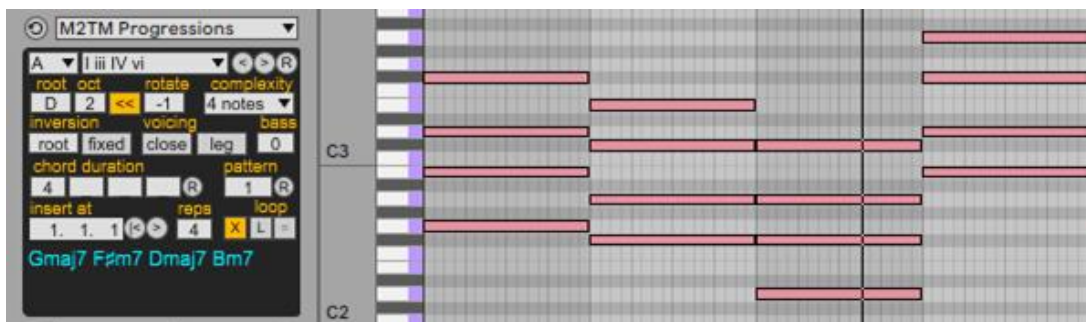 M2TM Progressions
A I iii IV vi < > R
root oct rotate complexity
D 2 << -1 4 notes
inversion voicing bass
root fixed close leg 0
chord duration pattern
4 R 1 R
insert at reps loop
1. 1. 1 |< > 4 X L =
Gmaj7 F♯m7 Dmaj7 Bm7
C3
C2